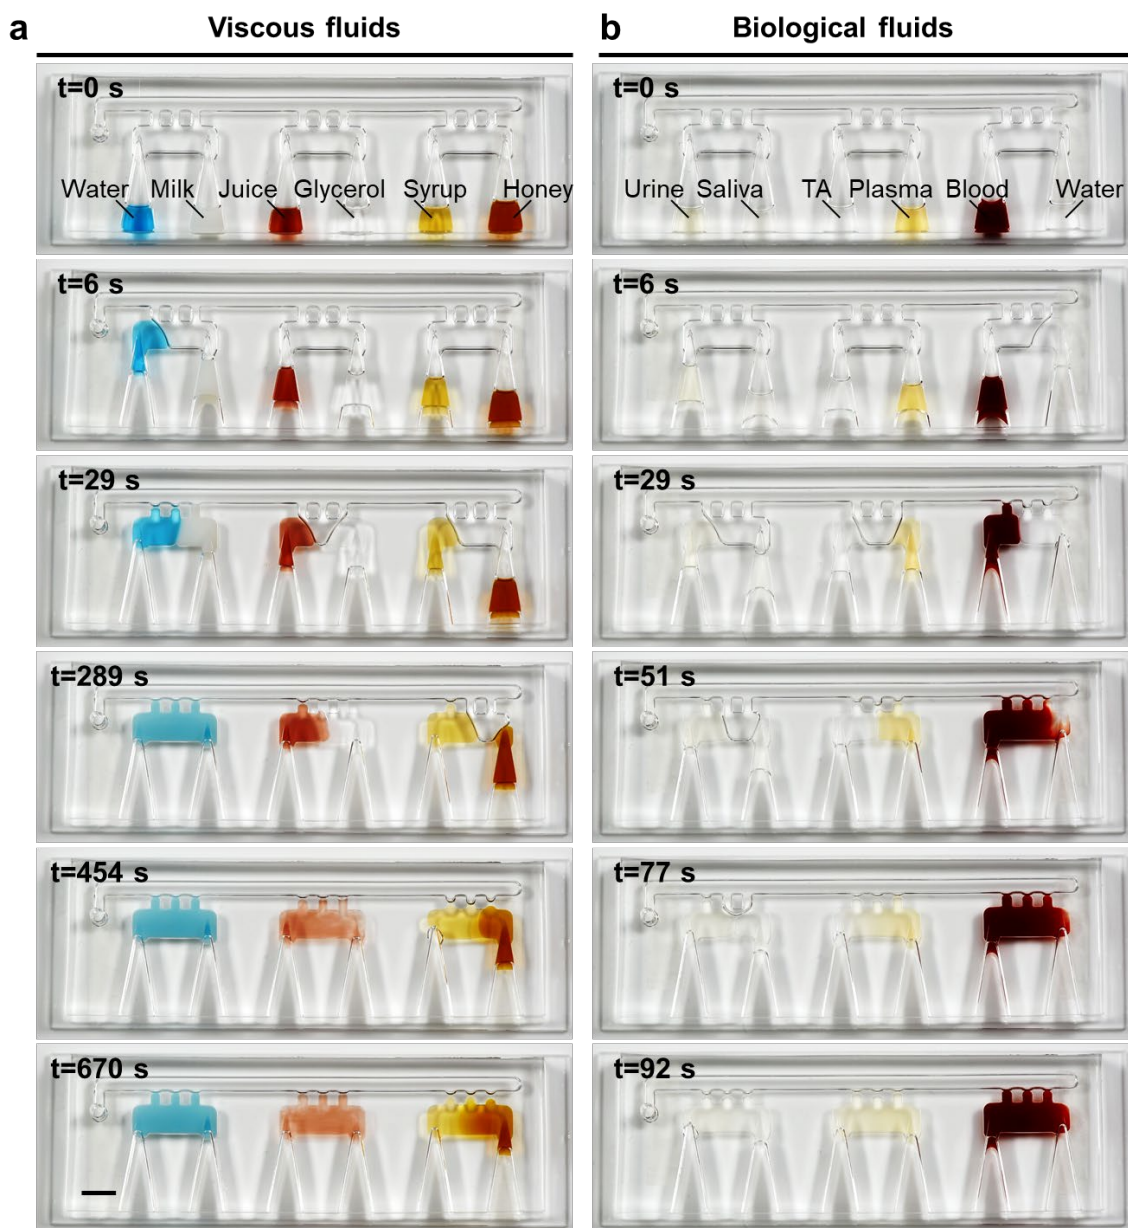 a Viscous fluids
b Biological fluids
t=0 s
Water Milk Juice Glycerol Syrup Honey
t=0 s
Urine Saliva TA Plasma Blood Water
t=6 s
t=6 s
t=29 s
t=29 s
t=289 s
t=51 s
t=454 s
t=77 s
t=670 s
t=92 s